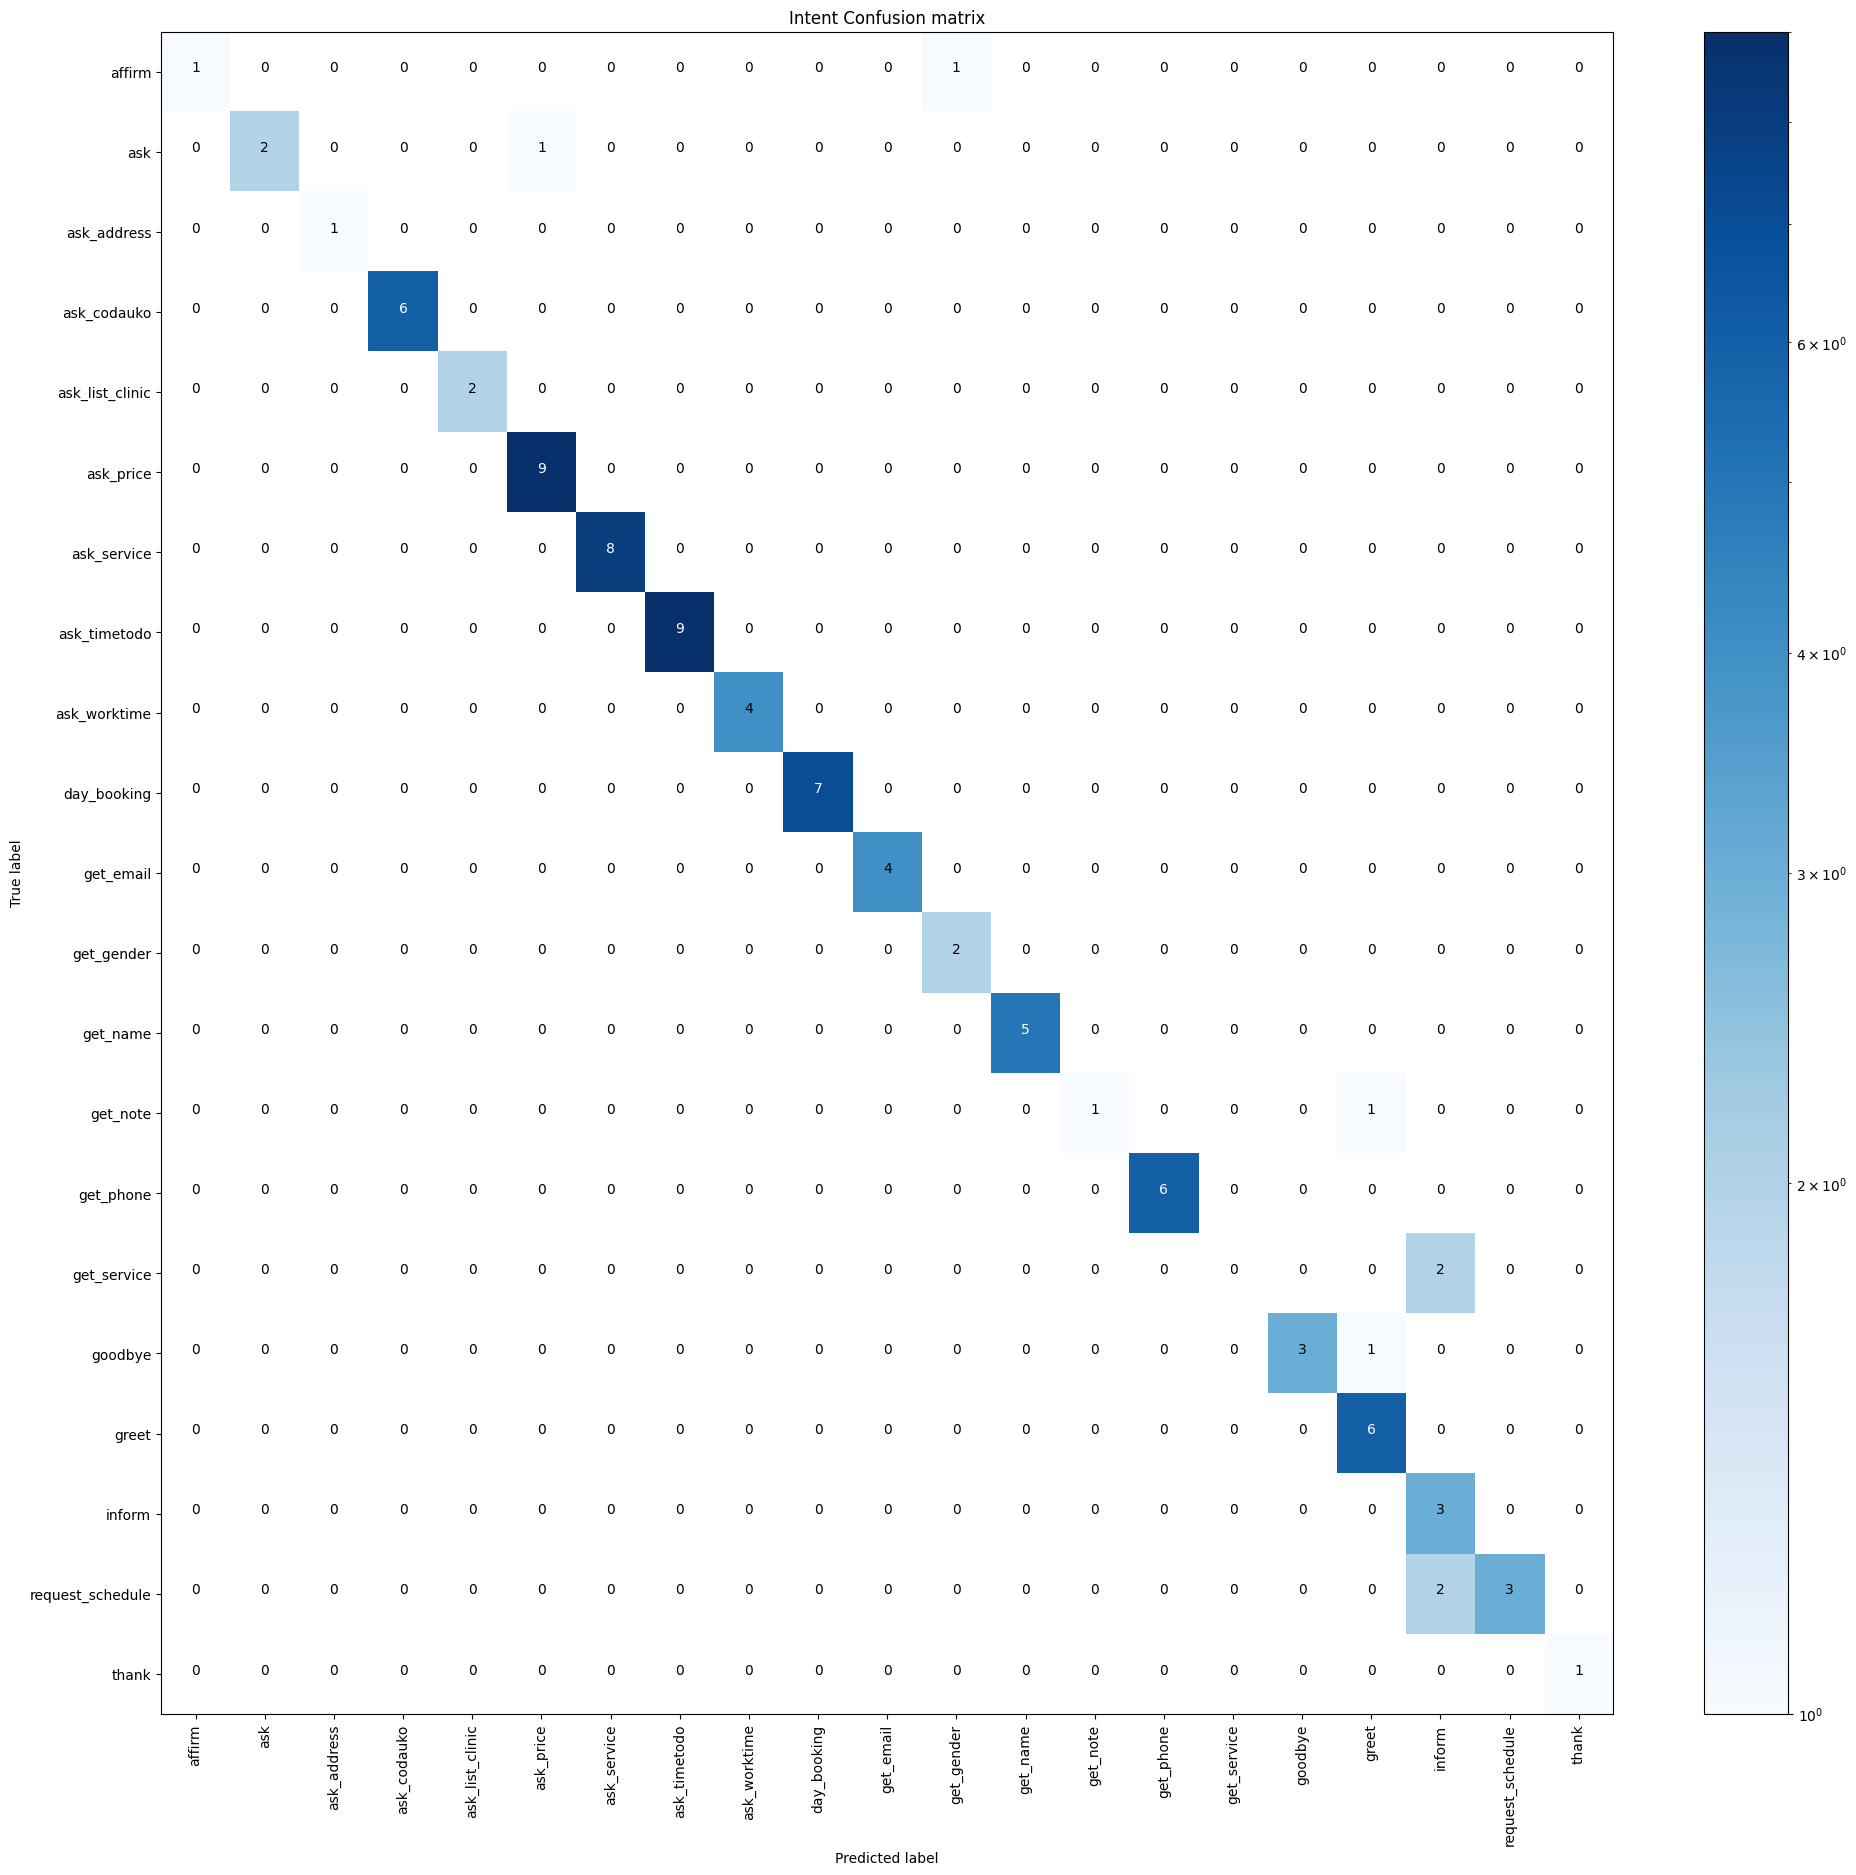 Intent Confusion matrix
affirm 1 0 0 0 0 0 0 0 0 0 0 1 0 0 0 0 0 0 0 0 0
ask 0 2 0 0 0 1 0 0 0 0 0 0 0 0 0 0 0 0 0 0 0
ask_address 0 0 1 0 0 0 0 0 0 0 0 0 0 0 0 0 0 0 0 0 0
ask_codauko 0 0 0 6 0 0 0 0 0 0 0 0 0 0 0 0 0 0 0 0 0
ask_list_clinic 0 0 0 0 2 0 0 0 0 0 0 0 0 0 0 0 0 0 0 0 0
ask_price 0 0 0 0 0 9 0 0 0 0 0 0 0 0 0 0 0 0 0 0 0
ask_service 0 0 0 0 0 0 8 0 0 0 0 0 0 0 0 0 0 0 0 0 0
ask_timetodo 0 0 0 0 0 0 0 9 0 0 0 0 0 0 0 0 0 0 0 0 0
ask_worktime 0 0 0 0 0 0 0 0 4 0 0 0 0 0 0 0 0 0 0 0 0
day_booking 0 0 0 0 0 0 0 0 0 7 0 0 0 0 0 0 0 0 0 0 0
get_email 0 0 0 0 0 0 0 0 0 0 4 0 0 0 0 0 0 0 0 0 0
get_gender 0 0 0 0 0 0 0 0 0 0 0 2 0 0 0 0 0 0 0 0 0
get_name 0 0 0 0 0 0 0 0 0 0 0 0 5 0 0 0 0 0 0 0 0
get_note 0 0 0 0 0 0 0 0 0 0 0 0 0 1 0 0 0 1 0 0 0
get_phone 0 0 0 0 0 0 0 0 0 0 0 0 0 0 6 0 0 0 0 0 0
get_service 0 0 0 0 0 0 0 0 0 0 0 0 0 0 0 0 0 0 2 0 0
goodbye 0 0 0 0 0 0 0 0 0 0 0 0 0 0 0 0 3 1 0 0 0
greet 0 0 0 0 0 0 0 0 0 0 0 0 0 0 0 0 0 6 0 0 0
inform 0 0 0 0 0 0 0 0 0 0 0 0 0 0 0 0 0 0 3 0 0
request_schedule 0 0 0 0 0 0 0 0 0 0 0 0 0 0 0 0 0 0 2 3 0
thank 0 0 0 0 0 0 0 0 0 0 0 0 0 0 0 0 0 0 0 0 1
True label
affirm
ask
ask_address
ask_codauko
ask_list_clinic
ask_price
ask_service
ask_timetodo
ask_worktime
day_booking
get_email
get_gender
get_name
get_note
get_phone
get_service
goodbye
greet
inform
request_schedule
thank
Predicted label
6 × 10⁰
4 × 10⁰
3 × 10⁰
2 × 10⁰
10⁰